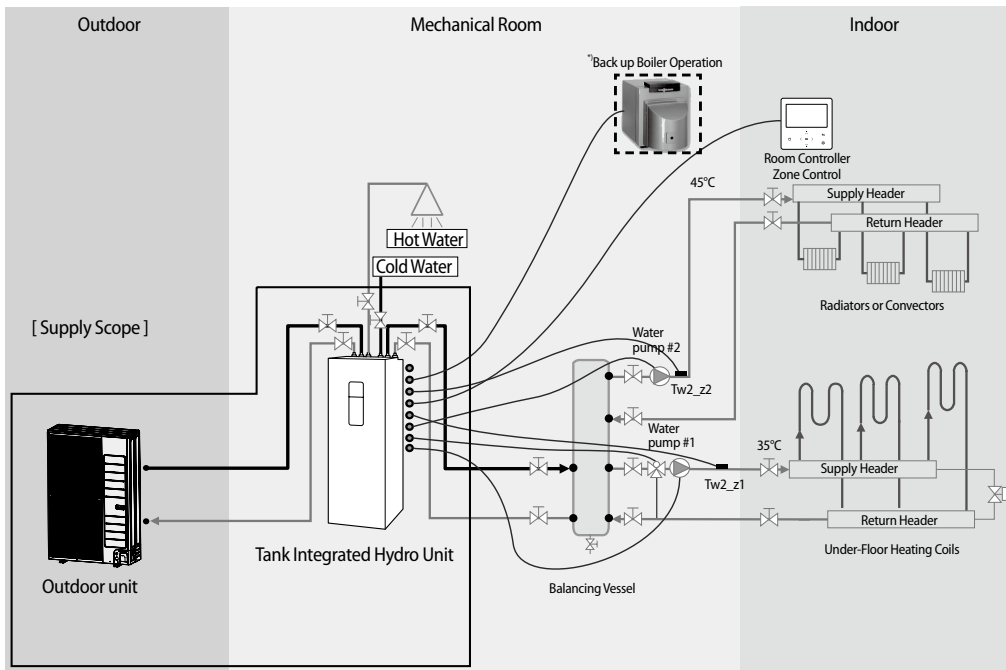 Outdoor
Mechanical Room
Indoor
*)Back up Boiler Operation
Room Controller
Zone Control
45°C
Supply Header
Return Header
Hot Water
Cold Water
Radiators or Convectors
[ Supply Scope ]
Water
pump #2
Tw2_z2
Water
pump #1
35°C
Tw2_z1
Supply Header
Return Header
Under-Floor Heating Coils
Tank Integrated Hydro Unit
Outdoor unit
Balancing Vessel